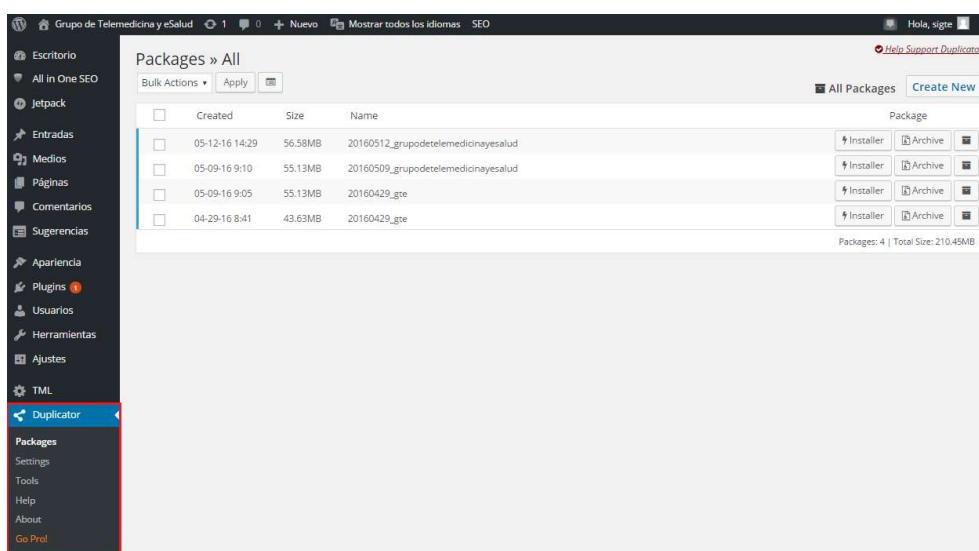 Grupo de Telemedicina y eSalud 1 0 + Nuevo Mostrar todos los idiomas SEO Hola, sigte
Escritorio
All in One SEO
Jetpack
Entradas
Medios
Páginas
Comentarios
Sugerencias
Apariencia
Plugins 1
Usuarios
Herramientas
Ajustes
TML
Duplicator
Packages
Settings
Tools
Help
About
Go Pro!
Packages » All
Help Support Duplicato
Bulk Actions Apply
All Packages Create New
Created Size Name Package
05-12-16 14:29 56.58MB 20160512_grupodetelemedicinayesalud Installer Archive
05-09-16 9:10 55.13MB 20160509_grupodetelemedicinayesalud Installer Archive
05-09-16 9:05 55.13MB 20160429_gte Installer Archive
04-29-16 8:41 43.63MB 20160429_gte Installer Archive
Packages: 4 | Total Size: 210.45MB